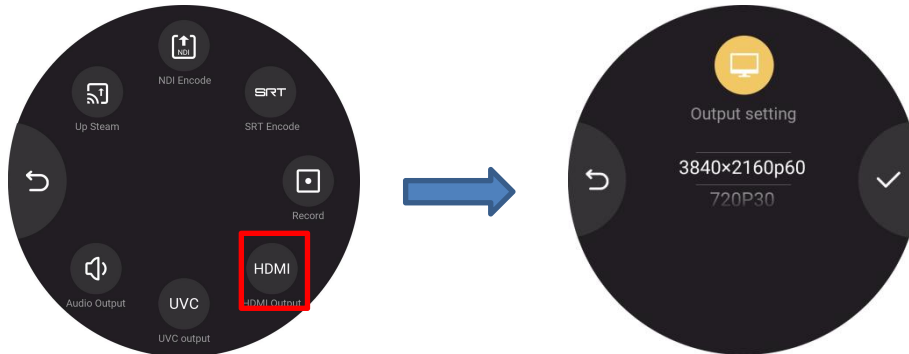 NDI
NDI Encode
Up Steam
SRT
SRT Encode
Record
HDMI
HDMI Output
Audio Output
UVC
UVC output
Output setting
3840×2160p60
720P30